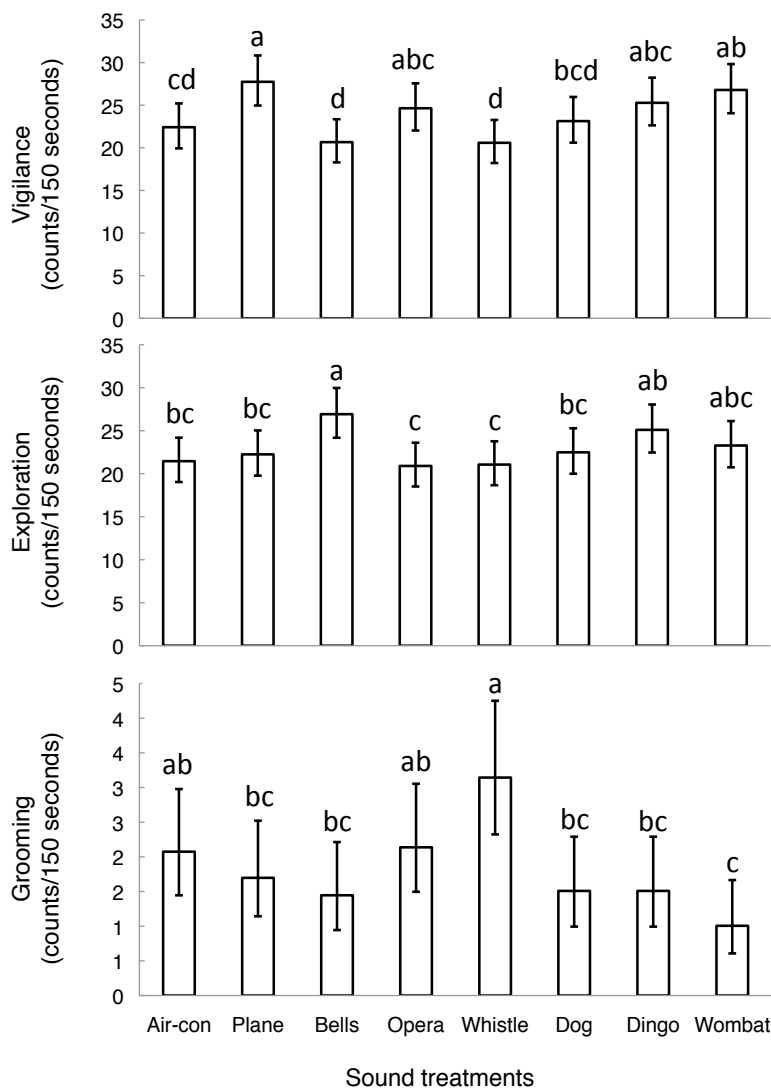 35
30
25
20
15
10
5
0
Vigilance
(counts/150 seconds)
cd a d abc d bcd abc ab
35
30
25
20
15
10
5
0
Exploration
(counts/150 seconds)
bc bc a c c bc ab abc
5
4
4
3
3
2
2
1
1
0
Grooming
(counts/150 seconds)
ab bc bc ab a bc bc c
Air-con Plane Bells Opera Whistle Dog Dingo Wombat
Sound treatments